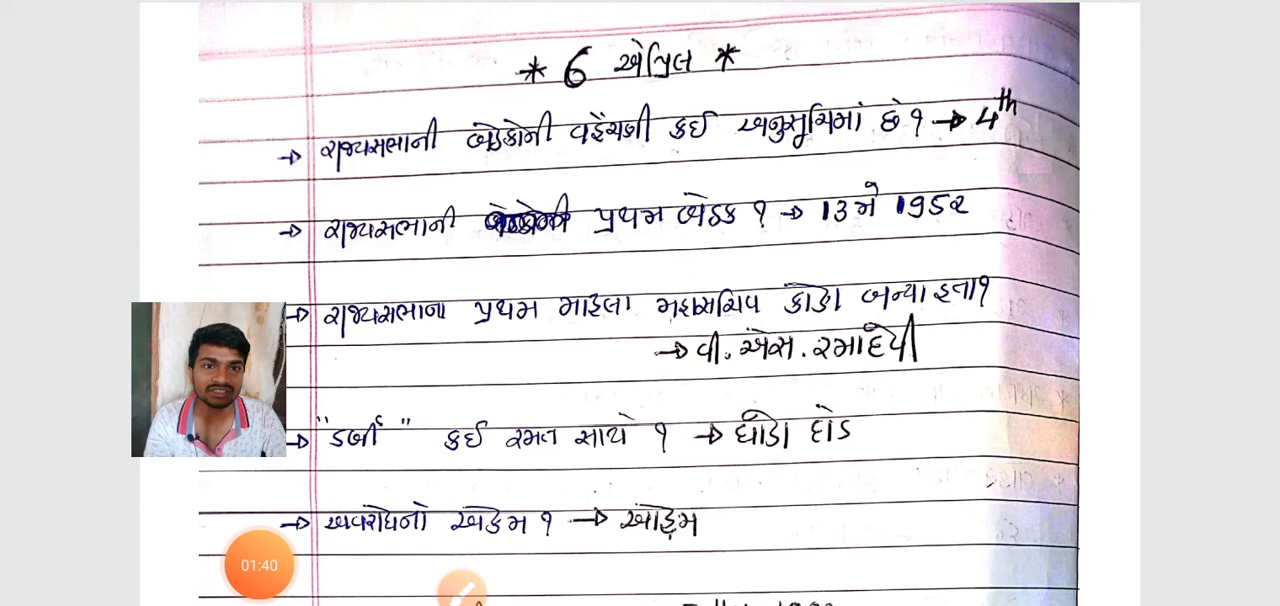 * 6 એપ્રિલ *
→ રાજ્યસભાની બેઠકોની વહેંચણી કઈ અનુસૂચિમાં છે ? → 4th
→ રાજ્યસભાની પ્રથમ બેઠક ? → 13 મે 1952
→ રાજ્યસભાના પ્રથમ મહિલા મહાસચિવ કોણ બન્યા હતા ?
→ વી. એસ. રમાદેવી
→ "ડર્બી" કઈ રમત સાથે ? → ઘોડા દોડ
→ અવરોધનો એકમ ? → ઓહ્મ
01:40